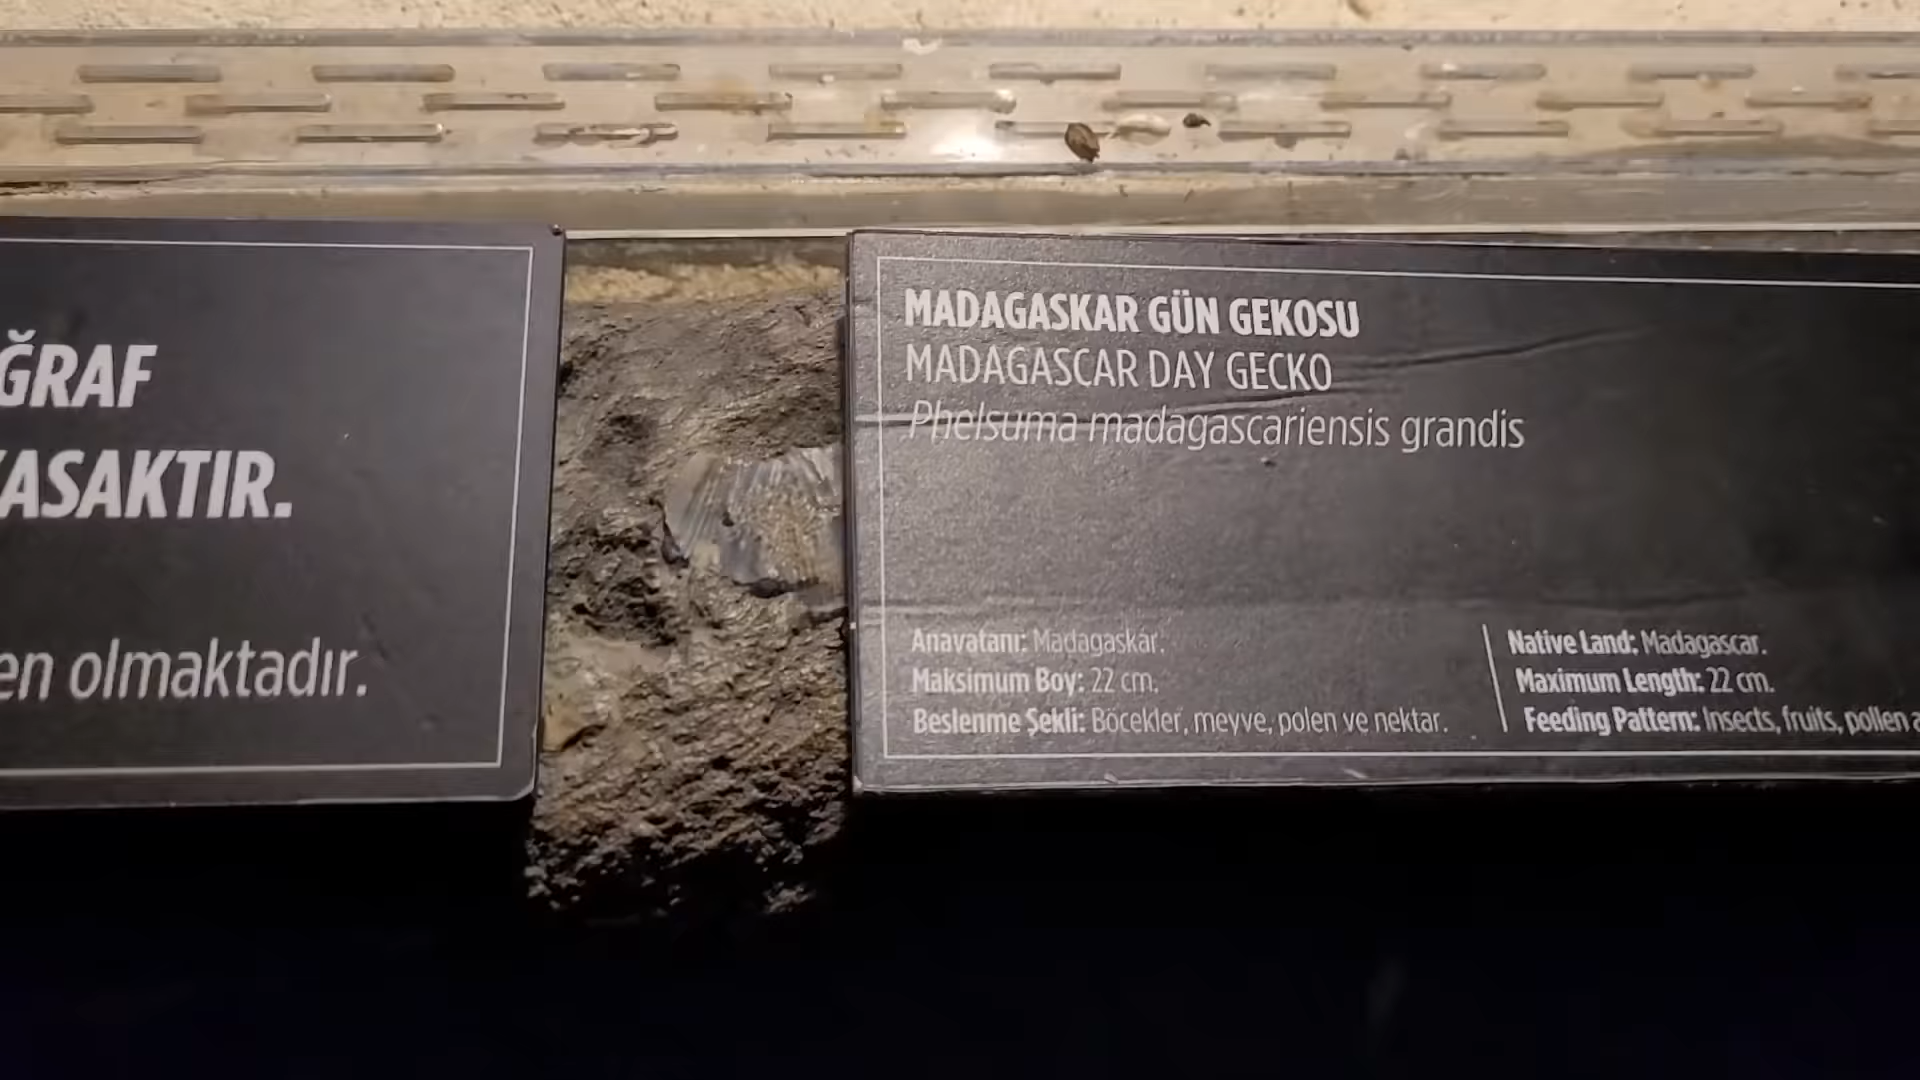 ĞRAF
KASAKTIR.
en olmaktadır.
MADAGASKAR GÜN GEKOSU
MADAGASCAR DAY GECKO
Phelsuma madagascariensis grandis
Anavatanı: Madagaskar.
Maksimum Boy: 22 cm.
Beslenme Şekli: Böcekler, meyve, polen ve nektar.
Native Land: Madagascar.
Maximum Length: 22 cm.
Feeding Pattern: Insects, fruits, pollen a